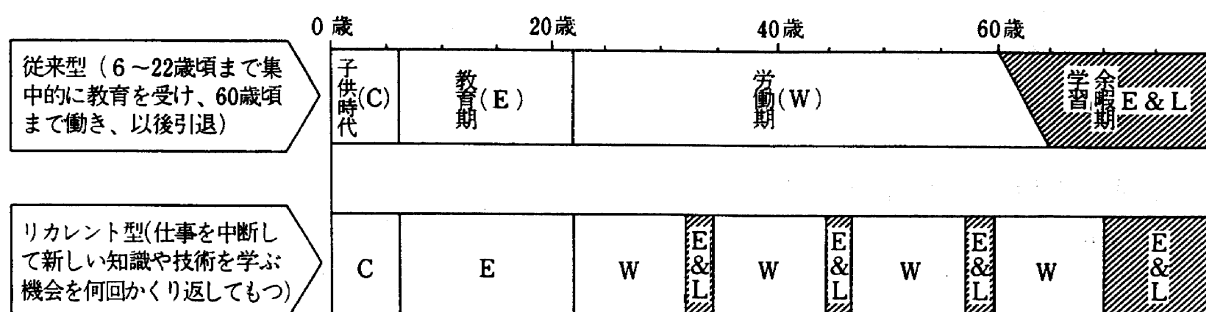 0歳 20歳 40歳 60歳
従来型(6〜22歳頃まで集
中的に教育を受け、60歳頃
まで働き、以後引退)
子供時代(C) 教育期(E) 労働期(W) 学習余暇期E&L
リカレント型(仕事を中断し
て新しい知識や技術を学ぶ
機会を何回かくり返してもつ)
C E W E&L W E&L W E&L W E&L